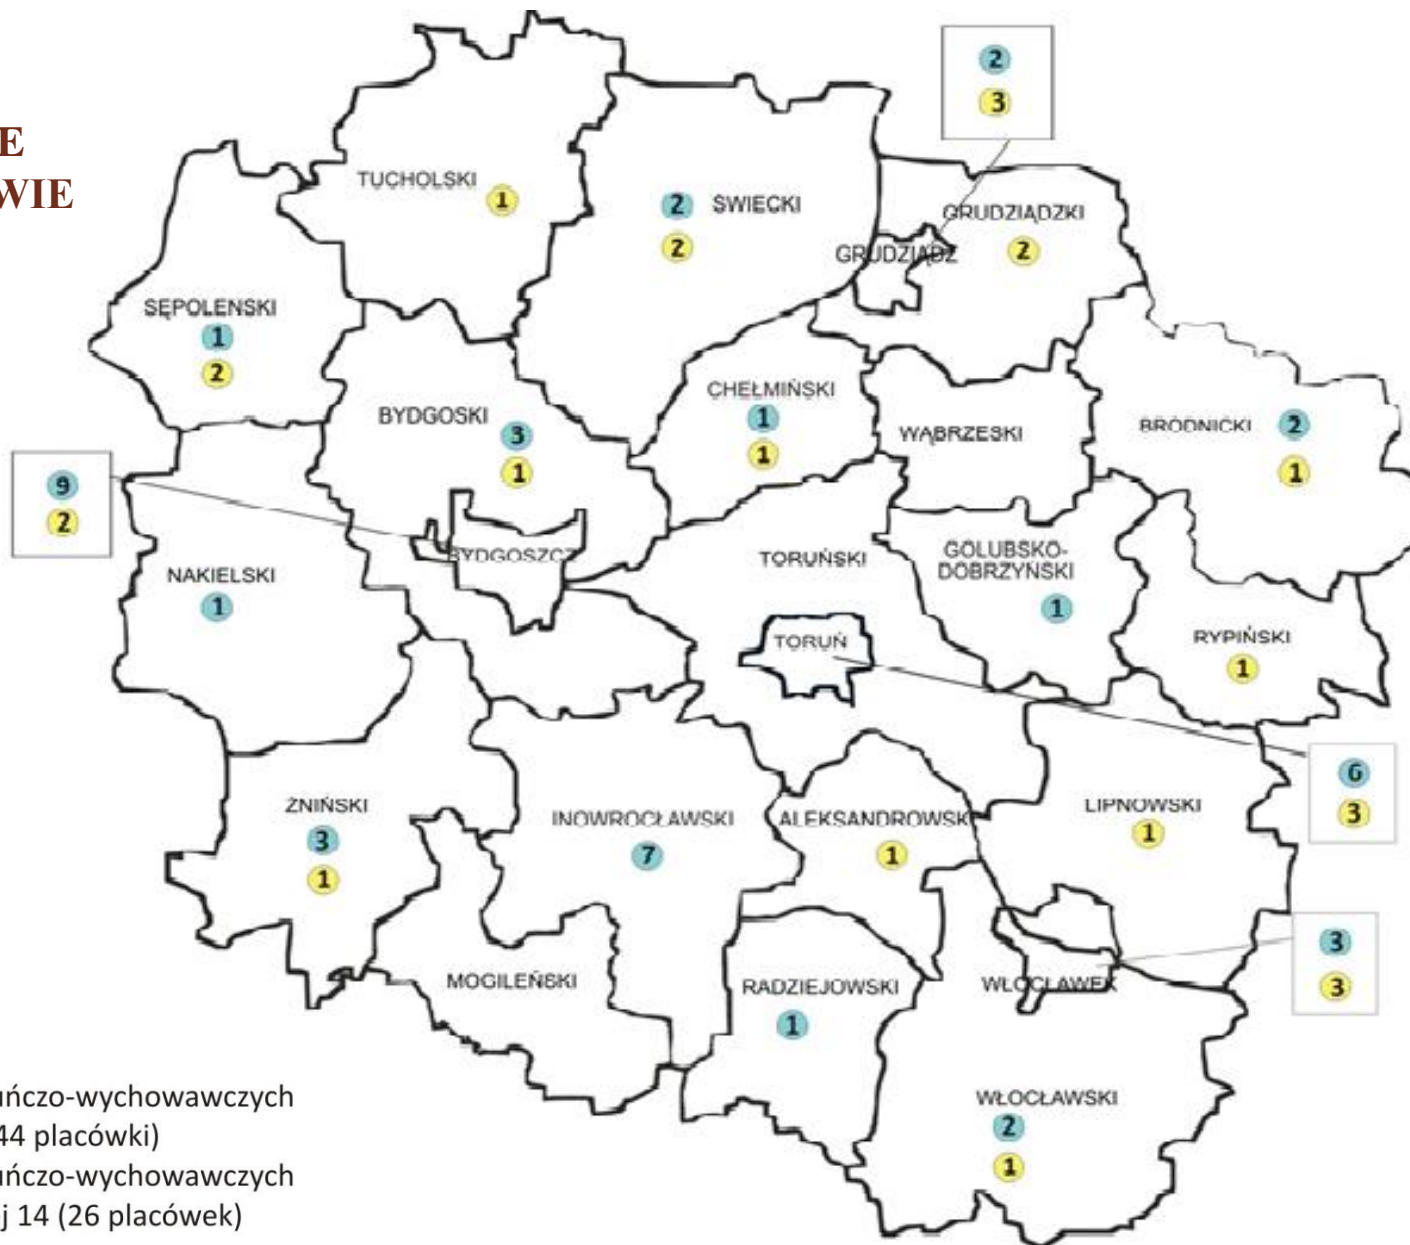 E
WIE
2
3
TUCHOLSKI
1
2
ŚWIECKI
2
GRUDZIĄDZKI
GRUDZIĄDZ
2
SĘPOLEŃSKI
1
2
CHEŁMIŃSKI
1
1
BYDGOSKI
3
1
WĄBRZESKI
BRODNICKI
2
1
9
2
BYDGOSZCZ
NAKIELSKI
1
TORUŃSKI
GOLUBSKO-
DOBRZYŃSKI
1
TORUŃ
RYPIŃSKI
1
6
3
ŻNIŃSKI
3
1
INOWROCŁAWSKI
7
ALEKSANDROWSKI
1
LIPNOWSKI
1
3
3
MOGILEŃSKI
RADZIEJOWSKI
1
WŁOCŁAWEK
WŁOCŁAWSKI
2
1
uńczo-wychowawczych
44 placówki)
uńczo-wychowawczych
j 14 (26 placówek)